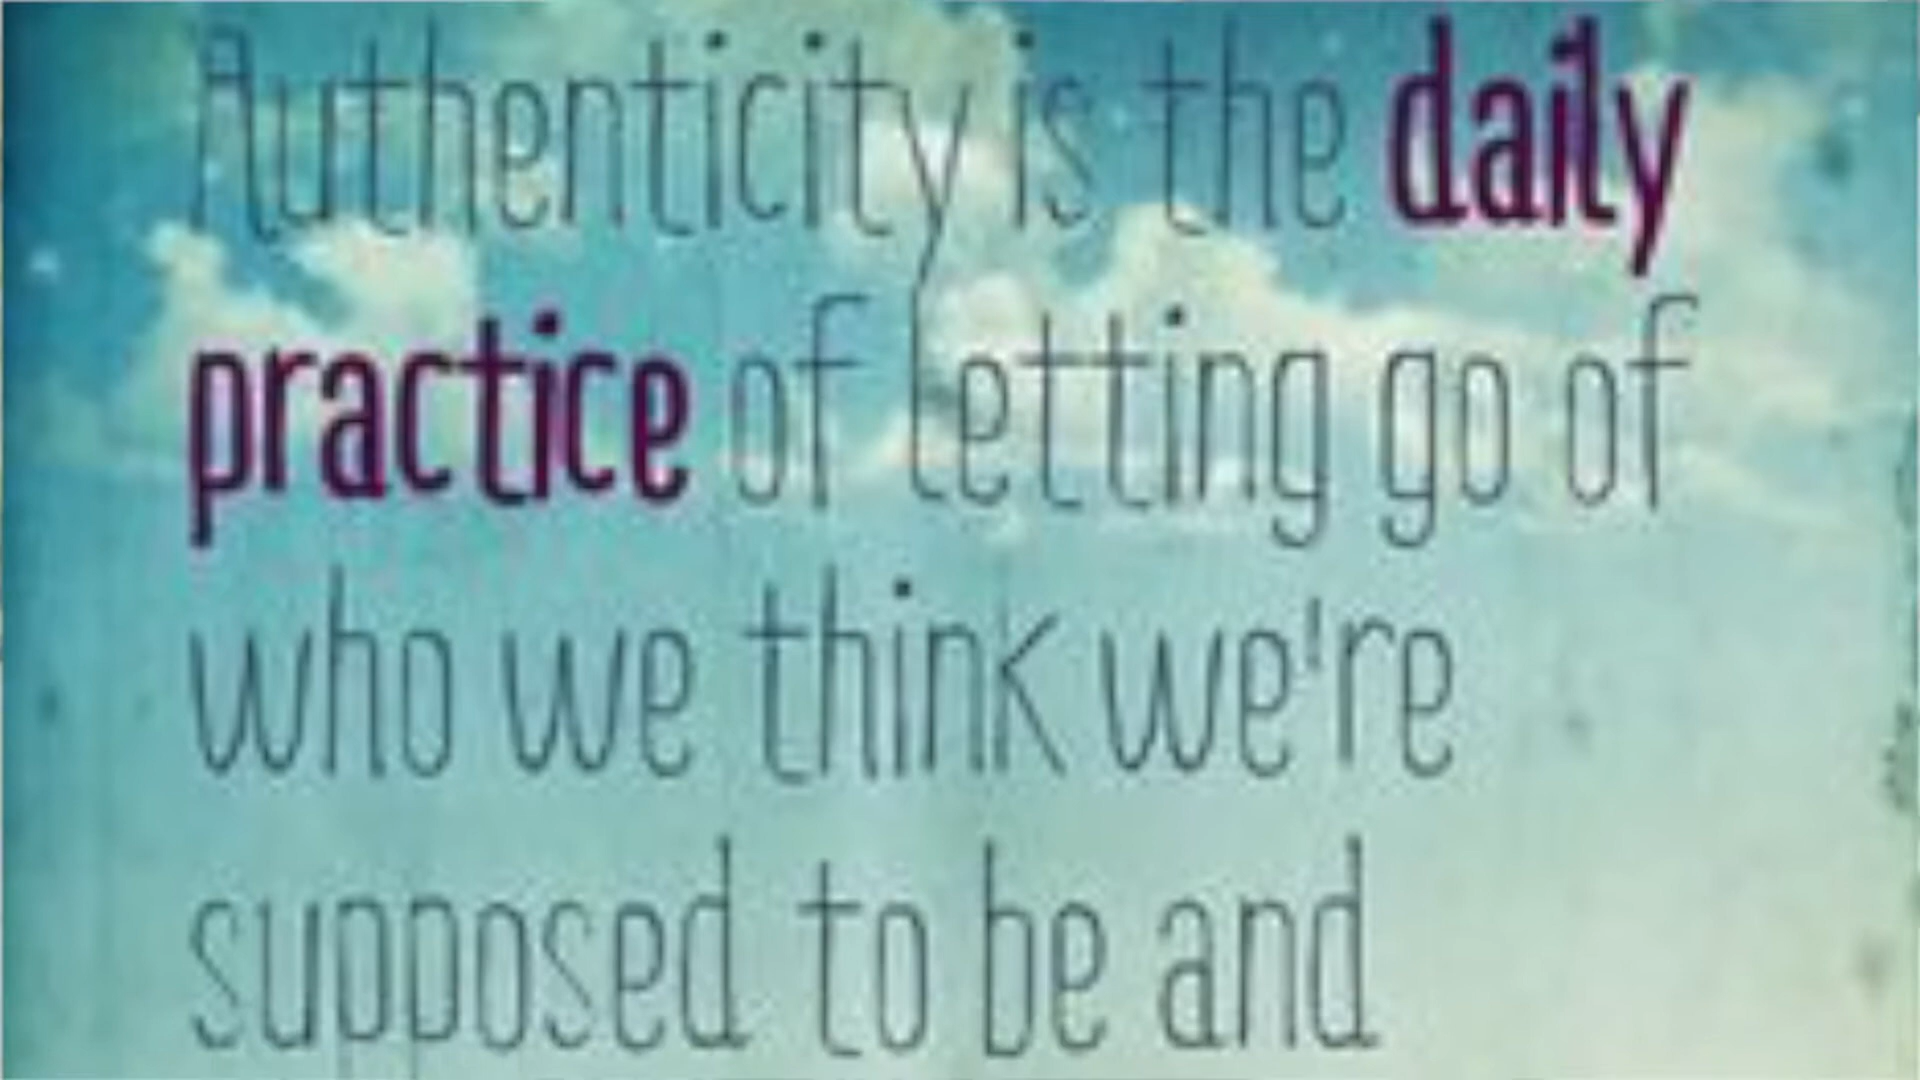 Authenticity is the daily
practice of letting go of
who we think we're
supposed to be and